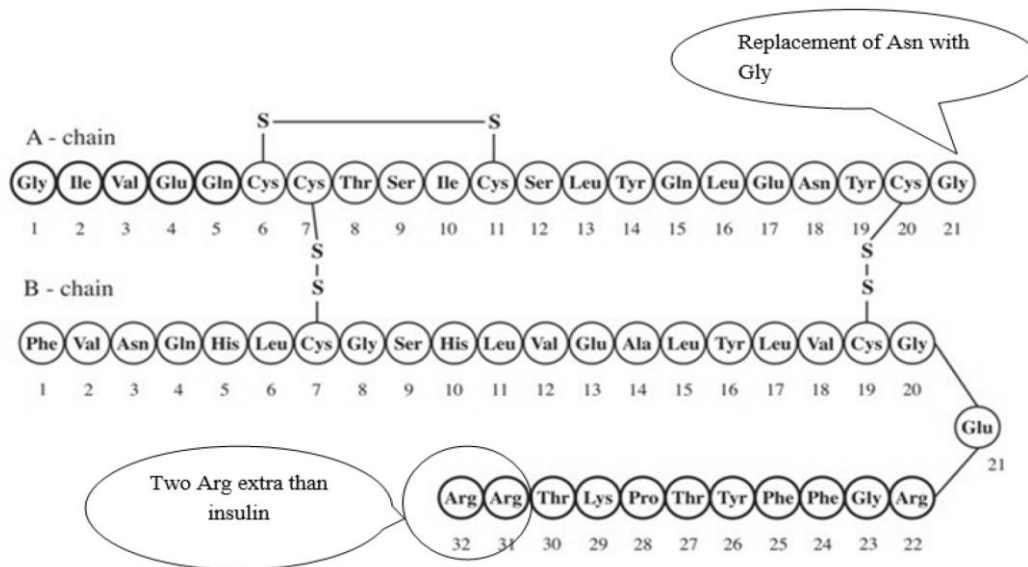 Replacement of Asn with
Gly
S S
A - chain
Gly Ile Val Glu Gln Cys Cys Thr Ser Ile Cys Ser Leu Tyr Gln Leu Glu Asn Tyr Cys Gly
1 2 3 4 5 6 7 8 9 10 11 12 13 14 15 16 17 18 19 20 21
S S
S S
B - chain
Phe Val Asn Gln His Leu Cys Gly Ser His Leu Val Glu Ala Leu Tyr Leu Val Cys Gly
1 2 3 4 5 6 7 8 9 10 11 12 13 14 15 16 17 18 19 20
Glu
21
Two Arg extra than
insulin
Arg Arg Thr Lys Pro Thr Tyr Phe Phe Gly Arg
32 31 30 29 28 27 26 25 24 23 22